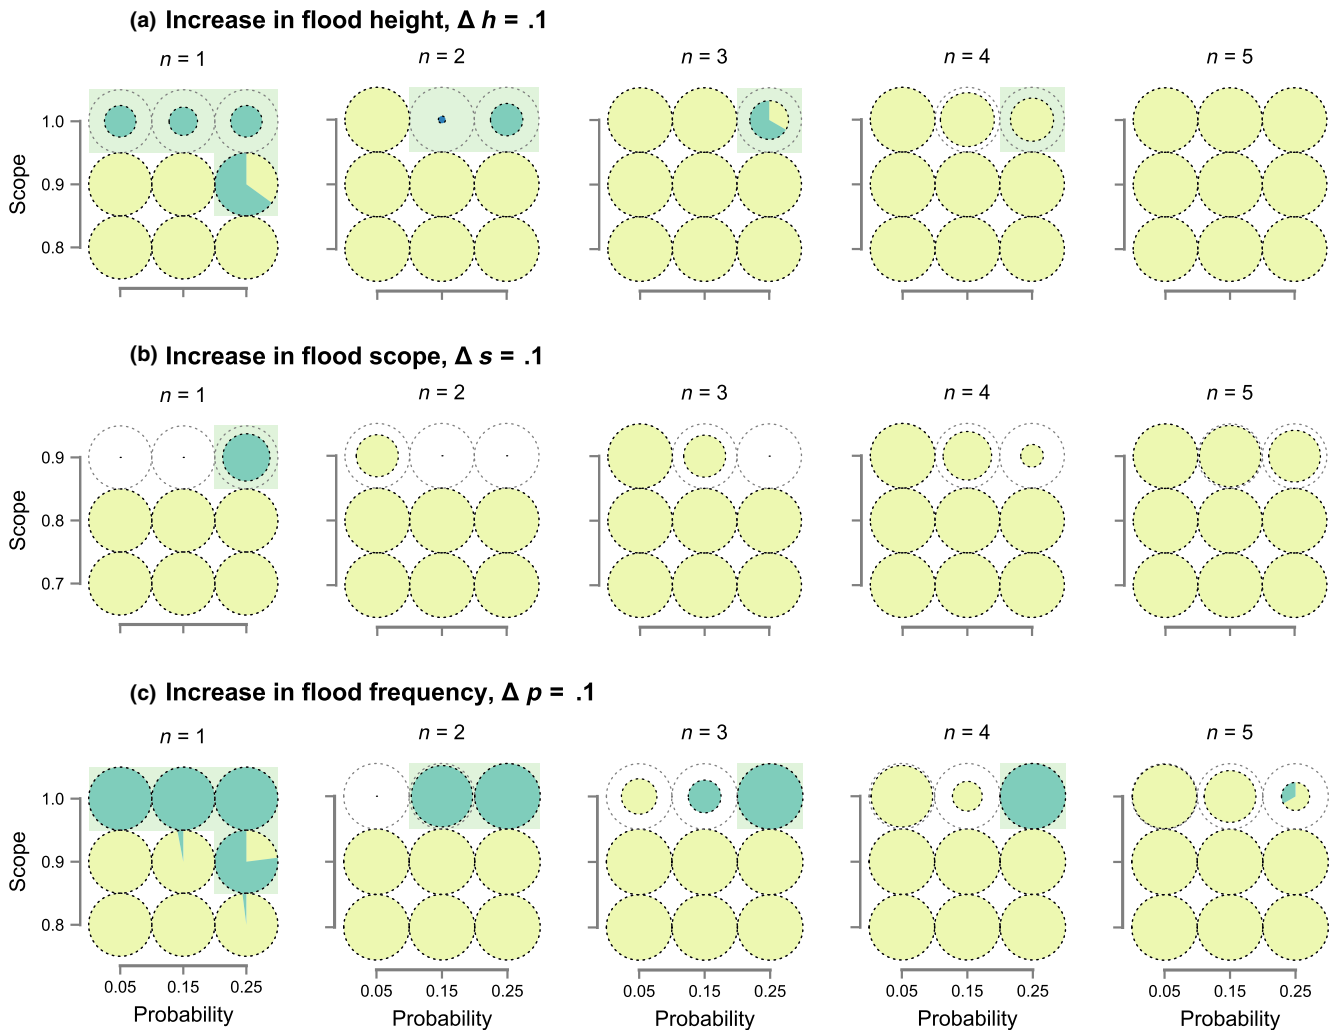 (a) Increase in flood height, Δ h = .1
n = 1
n = 2
n = 3
n = 4
n = 5
1.0
0.9
0.8
Scope
(b) Increase in flood scope, Δ s = .1
n = 1
n = 2
n = 3
n = 4
n = 5
0.9
0.8
0.7
Scope
(c) Increase in flood frequency, Δ p = .1
n = 1
n = 2
n = 3
n = 4
n = 5
1.0
0.9
0.8
Scope
0.05 0.15 0.25
0.05 0.15 0.25
0.05 0.15 0.25
0.05 0.15 0.25
0.05 0.15 0.25
Probability
Probability
Probability
Probability
Probability